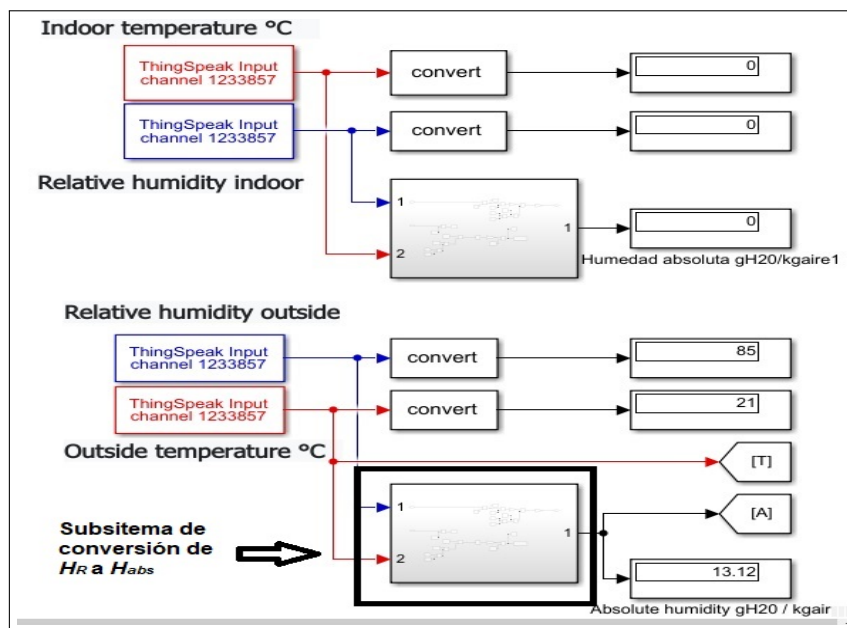 Indoor temperature ºC
ThingSpeak Input
channel 1233857
convert
0
ThingSpeak Input
channel 1233857
convert
0
Relative humidity indoor
1
2
1
0
Humedad absoluta gH20/kgaire1
Relative humidity outside
ThingSpeak Input
channel 1233857
convert
85
ThingSpeak Input
channel 1233857
convert
21
Outside temperature ºC
[T]
1
2
1
[A]
Subsitema de
conversión de
HR a Habs
13.12
Absolute humidity gH20 / kgair